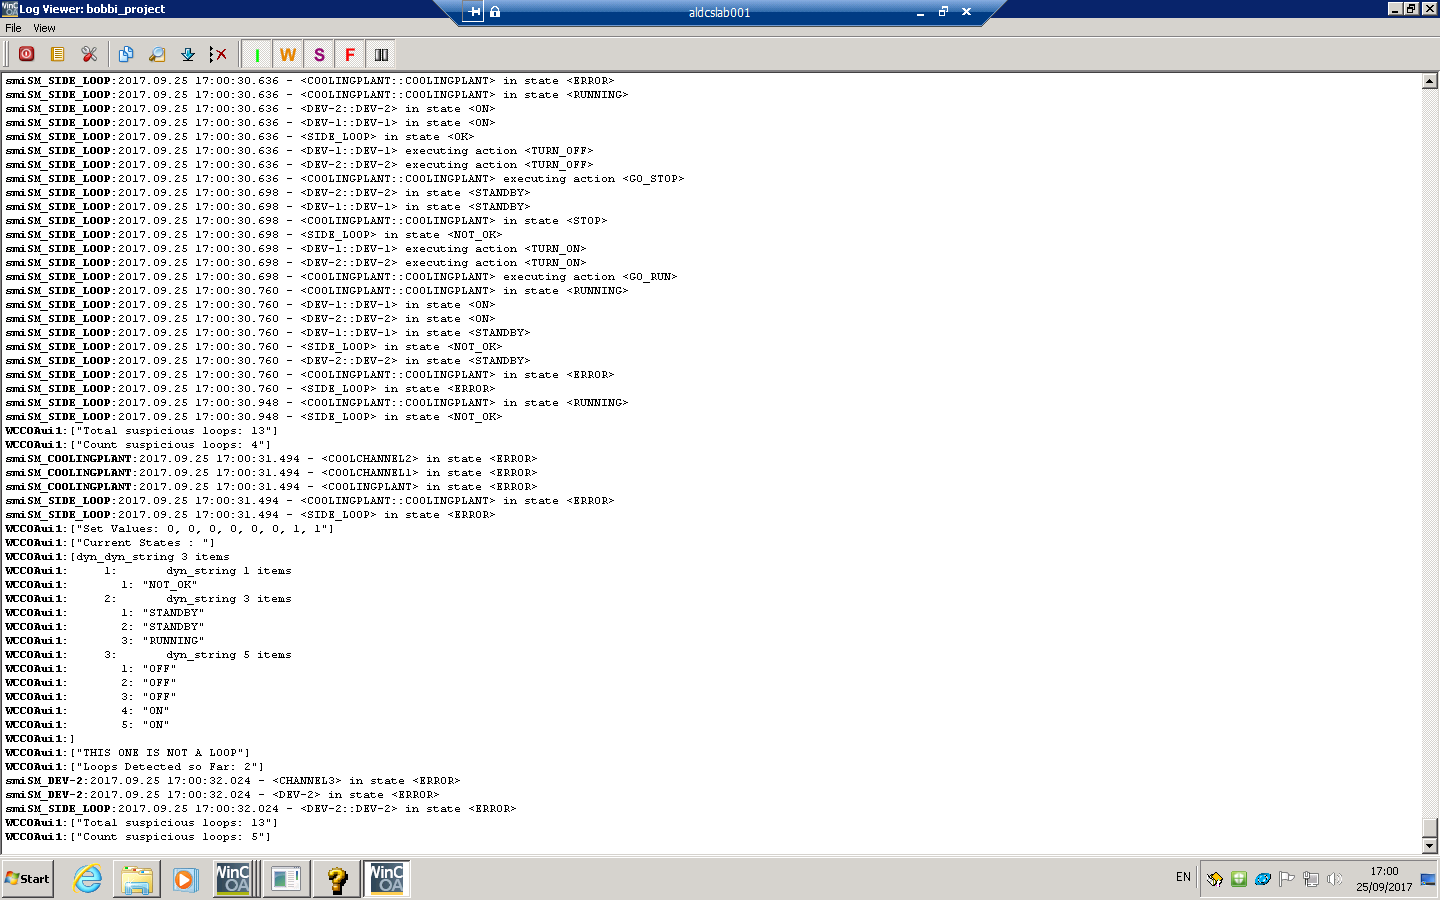 Log Viewer: bobbi_project
aldcslab001
File View
I W S F
smiSM_SIDE_LOOP:2017.09.25 17:00:30.636 - <COOLINGPLANT::COOLINGPLANT> in state <ERROR>
smiSM_SIDE_LOOP:2017.09.25 17:00:30.636 - <COOLINGPLANT::COOLINGPLANT> in state <RUNNING>
smiSM_SIDE_LOOP:2017.09.25 17:00:30.636 - <DEV-2::DEV-2> in state <ON>
smiSM_SIDE_LOOP:2017.09.25 17:00:30.636 - <DEV-1::DEV-1> in state <ON>
smiSM_SIDE_LOOP:2017.09.25 17:00:30.636 - <SIDE_LOOP> in state <OK>
smiSM_SIDE_LOOP:2017.09.25 17:00:30.636 - <DEV-1::DEV-1> executing action <TURN_OFF>
smiSM_SIDE_LOOP:2017.09.25 17:00:30.636 - <DEV-2::DEV-2> executing action <TURN_OFF>
smiSM_SIDE_LOOP:2017.09.25 17:00:30.636 - <COOLINGPLANT::COOLINGPLANT> executing action <GO_STOP>
smiSM_SIDE_LOOP:2017.09.25 17:00:30.698 - <DEV-2::DEV-2> in state <STANDBY>
smiSM_SIDE_LOOP:2017.09.25 17:00:30.698 - <DEV-1::DEV-1> in state <STANDBY>
smiSM_SIDE_LOOP:2017.09.25 17:00:30.698 - <COOLINGPLANT::COOLINGPLANT> in state <STOP>
smiSM_SIDE_LOOP:2017.09.25 17:00:30.698 - <SIDE_LOOP> in state <NOT_OK>
smiSM_SIDE_LOOP:2017.09.25 17:00:30.698 - <DEV-1::DEV-1> executing action <TURN_ON>
smiSM_SIDE_LOOP:2017.09.25 17:00:30.698 - <DEV-2::DEV-2> executing action <TURN_ON>
smiSM_SIDE_LOOP:2017.09.25 17:00:30.698 - <COOLINGPLANT::COOLINGPLANT> executing action <GO_RUN>
smiSM_SIDE_LOOP:2017.09.25 17:00:30.760 - <COOLINGPLANT::COOLINGPLANT> in state <RUNNING>
smiSM_SIDE_LOOP:2017.09.25 17:00:30.760 - <DEV-1::DEV-1> in state <ON>
smiSM_SIDE_LOOP:2017.09.25 17:00:30.760 - <DEV-2::DEV-2> in state <ON>
smiSM_SIDE_LOOP:2017.09.25 17:00:30.760 - <DEV-1::DEV-1> in state <STANDBY>
smiSM_SIDE_LOOP:2017.09.25 17:00:30.760 - <SIDE_LOOP> in state <NOT_OK>
smiSM_SIDE_LOOP:2017.09.25 17:00:30.760 - <DEV-2::DEV-2> in state <STANDBY>
smiSM_SIDE_LOOP:2017.09.25 17:00:30.760 - <COOLINGPLANT::COOLINGPLANT> in state <ERROR>
smiSM_SIDE_LOOP:2017.09.25 17:00:30.760 - <SIDE_LOOP> in state <ERROR>
smiSM_SIDE_LOOP:2017.09.25 17:00:30.948 - <COOLINGPLANT::COOLINGPLANT> in state <RUNNING>
smiSM_SIDE_LOOP:2017.09.25 17:00:30.948 - <SIDE_LOOP> in state <NOT_OK>
WCCOAui1:["Total suspicious loops: 13"]
WCCOAui1:["Count suspicious loops: 4"]
smiSM_COOLINGPLANT:2017.09.25 17:00:31.494 - <COOLCHANNEL2> in state <ERROR>
smiSM_COOLINGPLANT:2017.09.25 17:00:31.494 - <COOLCHANNEL1> in state <ERROR>
smiSM_COOLINGPLANT:2017.09.25 17:00:31.494 - <COOLINGPLANT> in state <ERROR>
smiSM_SIDE_LOOP:2017.09.25 17:00:31.494 - <COOLINGPLANT::COOLINGPLANT> in state <ERROR>
smiSM_SIDE_LOOP:2017.09.25 17:00:31.494 - <SIDE_LOOP> in state <ERROR>
WCCOAui1:["Set Values: 0, 0, 0, 0, 0, 0, 1, 1"]
WCCOAui1:["Current States : "]
WCCOAui1:[dyn_dyn_string 3 items
WCCOAui1: 1: dyn_string 1 items
WCCOAui1: 1: "NOT_OK"
WCCOAui1: 2: dyn_string 3 items
WCCOAui1: 1: "STANDBY"
WCCOAui1: 2: "STANDBY"
WCCOAui1: 3: "RUNNING"
WCCOAui1: 3: dyn_string 5 items
WCCOAui1: 1: "OFF"
WCCOAui1: 2: "OFF"
WCCOAui1: 3: "OFF"
WCCOAui1: 4: "ON"
WCCOAui1: 5: "ON"
WCCOAui1:]
WCCOAui1:["THIS ONE IS NOT A LOOP"]
WCCOAui1:["Loops Detected so Far: 2"]
smiSM_DEV-2:2017.09.25 17:00:32.024 - <CHANNEL3> in state <ERROR>
smiSM_DEV-2:2017.09.25 17:00:32.024 - <DEV-2> in state <ERROR>
smiSM_SIDE_LOOP:2017.09.25 17:00:32.024 - <DEV-2::DEV-2> in state <ERROR>
WCCOAui1:["Total suspicious loops: 13"]
WCCOAui1:["Count suspicious loops: 5"]
Start
WinC OA
WinC OA
EN
17:00
25/09/2017